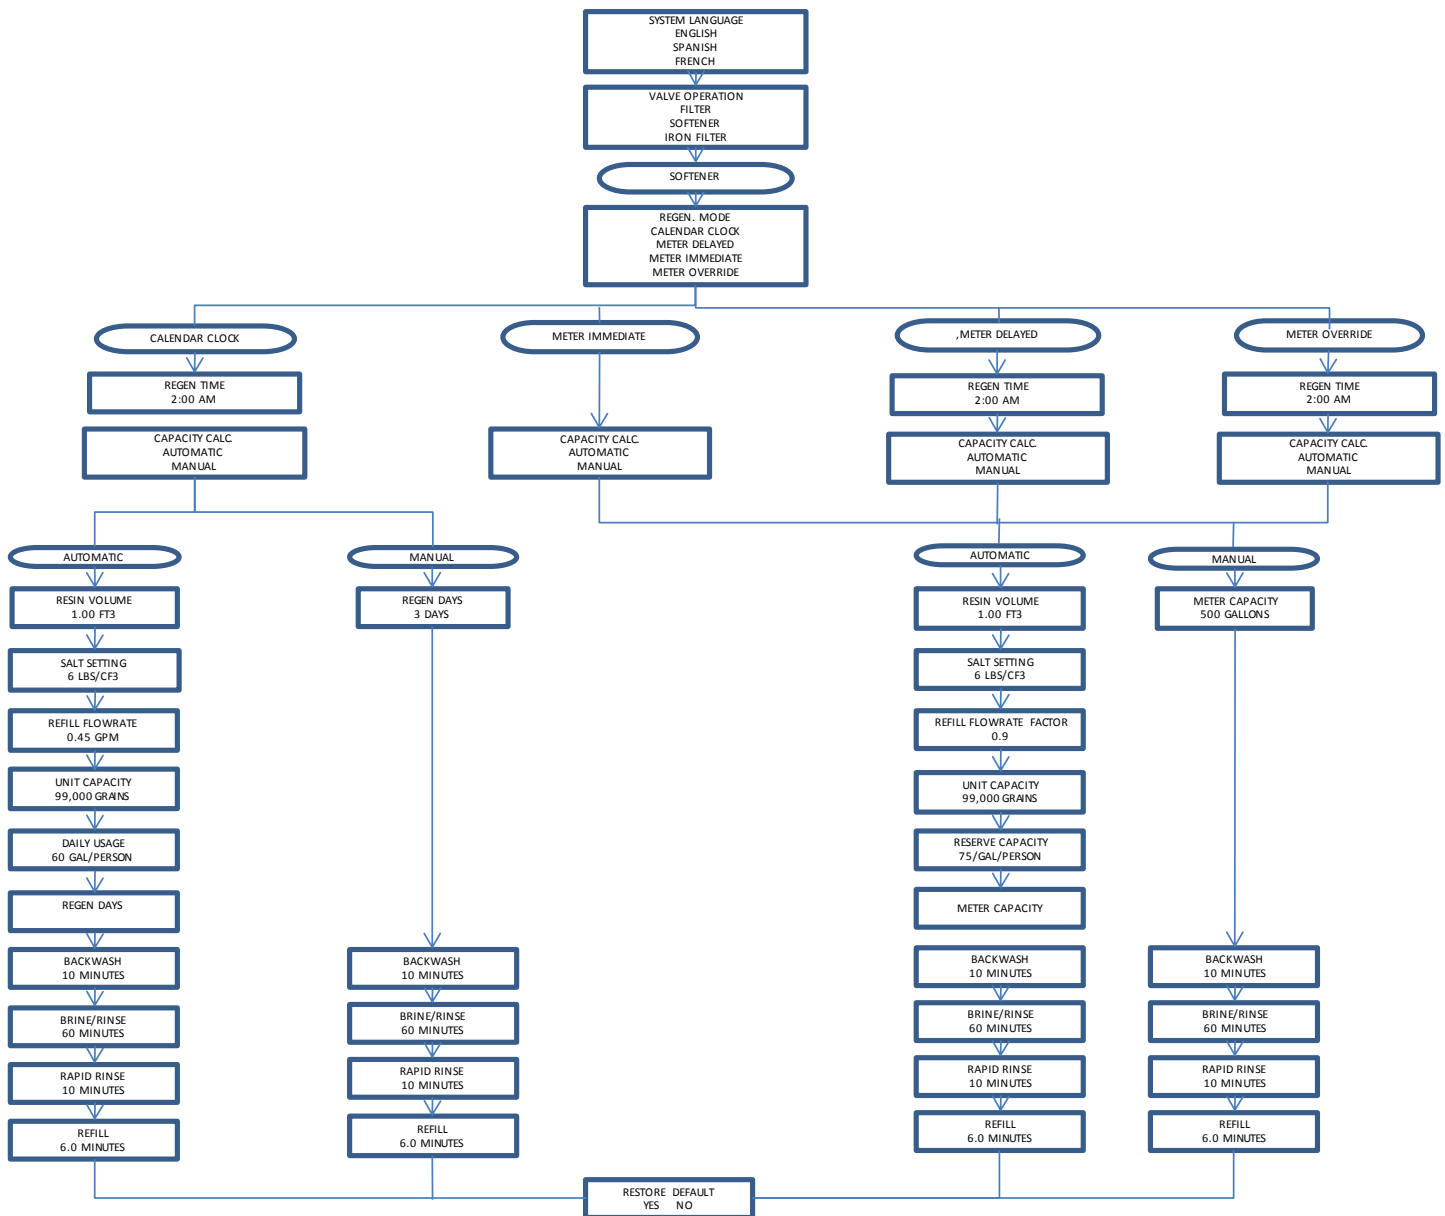 SYSTEM LANGUAGE
ENGLISH
SPANISH
FRENCH
VALVE OPERATION
FILTER
SOFTENER
IRON FILTER
SOFTENER
REGEN. MODE
CALENDAR CLOCK
METER DELAYED
METER IMMEDIATE
METER OVERRIDE
CALENDAR CLOCK
REGEN TIME
2:00 AM
CAPACITY CALC.
AUTOMATIC
MANUAL
METER IMMEDIATE
CAPACITY CALC.
AUTOMATIC
MANUAL
,METER DELAYED
REGEN TIME
2:00 AM
CAPACITY CALC.
AUTOMATIC
MANUAL
METER OVERRIDE
REGEN TIME
2:00 AM
CAPACITY CALC.
AUTOMATIC
MANUAL
AUTOMATIC
RESIN VOLUME
1.00 FT3
SALT SETTING
6 LBS/CF3
REFILL FLOWRATE
0.45 GPM
UNIT CAPACITY
99,000 GRAINS
DAILY USAGE
60 GAL/PERSON
REGEN DAYS
BACKWASH
10 MINUTES
BRINE/RINSE
60 MINUTES
RAPID RINSE
10 MINUTES
REFILL
6.0 MINUTES
MANUAL
REGEN DAYS
3 DAYS
BACKWASH
10 MINUTES
BRINE/RINSE
60 MINUTES
RAPID RINSE
10 MINUTES
REFILL
6.0 MINUTES
AUTOMATIC
RESIN VOLUME
1.00 FT3
SALT SETTING
6 LBS/CF3
REFILL FLOWRATE FACTOR
0.9
UNIT CAPACITY
99,000 GRAINS
RESERVE CAPACITY
75/GAL/PERSON
METER CAPACITY
BACKWASH
10 MINUTES
BRINE/RINSE
60 MINUTES
RAPID RINSE
10 MINUTES
REFILL
6.0 MINUTES
MANUAL
METER CAPACITY
500 GALLONS
BACKWASH
10 MINUTES
BRINE/RINSE
60 MINUTES
RAPID RINSE
10 MINUTES
REFILL
6.0 MINUTES
RESTORE DEFAULT
YES NO